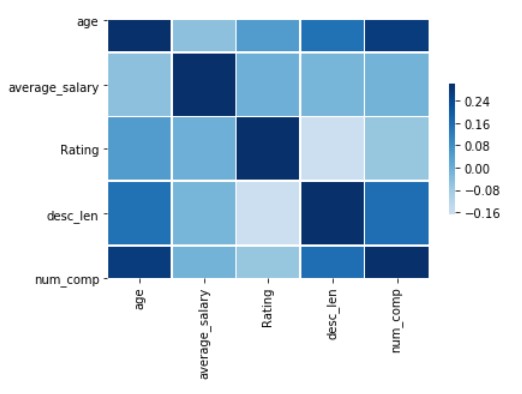 age
average_salary
Rating
desc_len
num_comp
0.24
0.16
0.08
0.00
−0.08
−0.16
age
average_salary
Rating
desc_len
num_comp